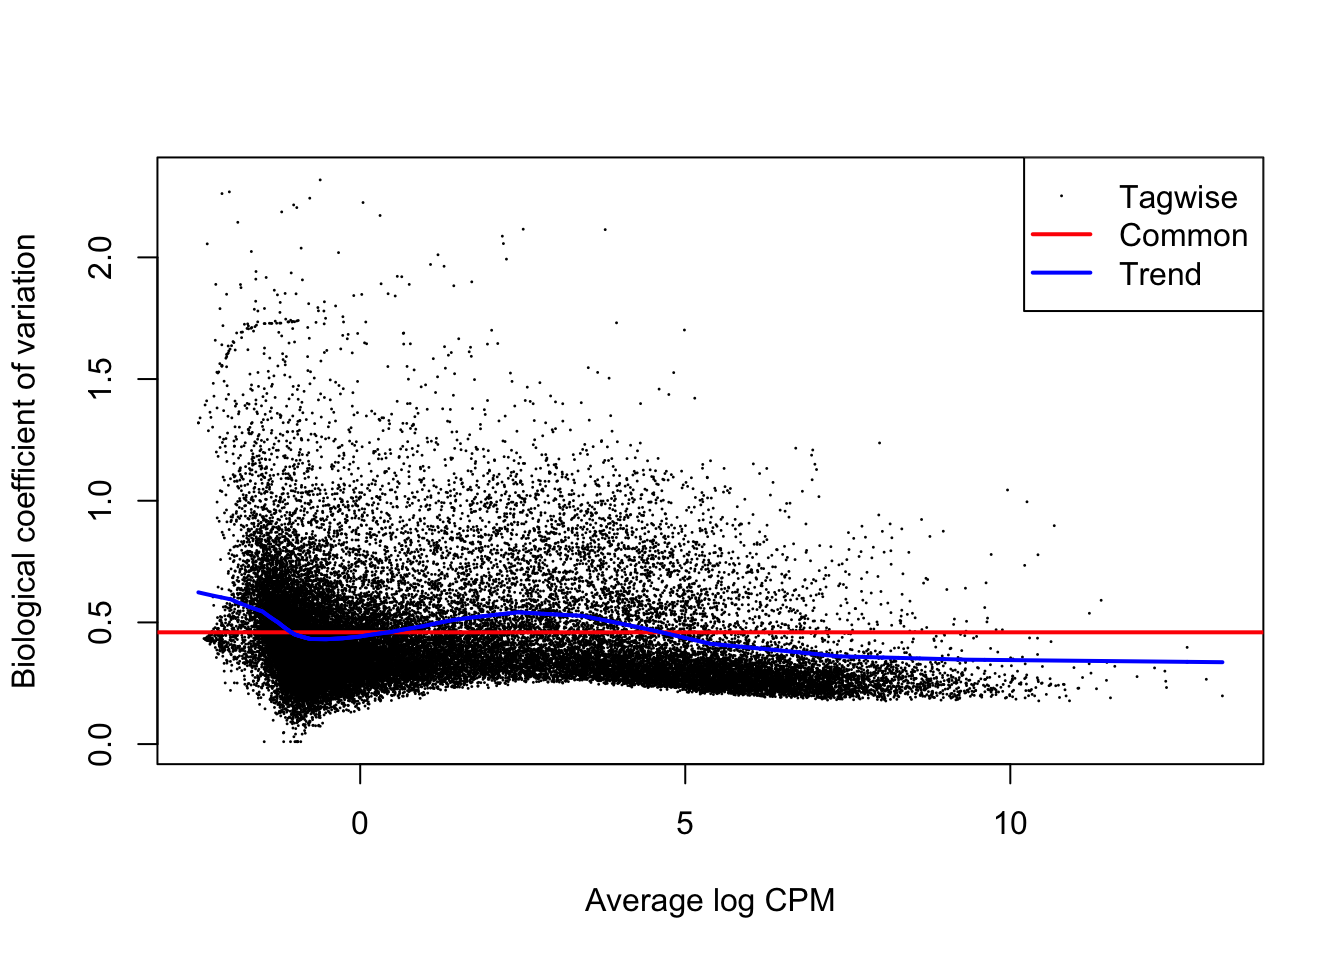 Tagwise
Common
Trend
Biological coefficient of variation
2.0
1.5
1.0
0.5
0.0
0 5 10
Average log CPM